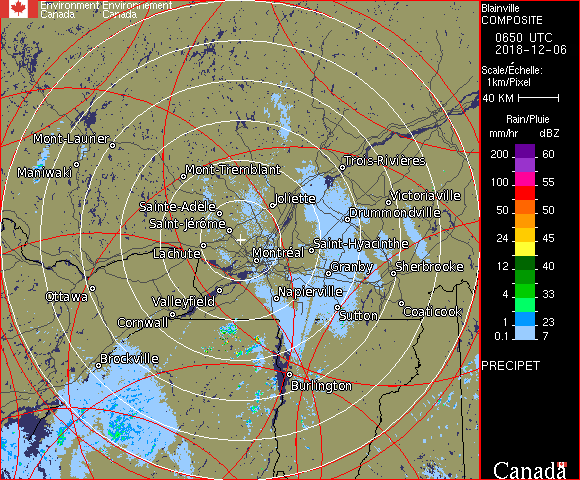 Environment Environnement
Canada Canada
Blainville
COMPOSITE
0650 UTC
2018-12-06
Scale/Échelle:
1km/Pixel
40 KM
Rain/Pluie
mm/hr dBZ
200 60
100 55
50 50
24 45
12 40
4 33
1 23
0.1 7
PRECIPET
Canada
Mont-Laurier
Maniwaki
Mont-Tremblant
Trois-Rivières
Sainte-Adele
Joliette
Victoriaville
Drummondville
Saint-Jérôme
Saint-Hyacinthe
Lachute
Montréal
Granby
Sherbrooke
Ottawa
Valleyfield
Napierville
Cornwall
Sutton
Coaticook
Brockville
Burlington